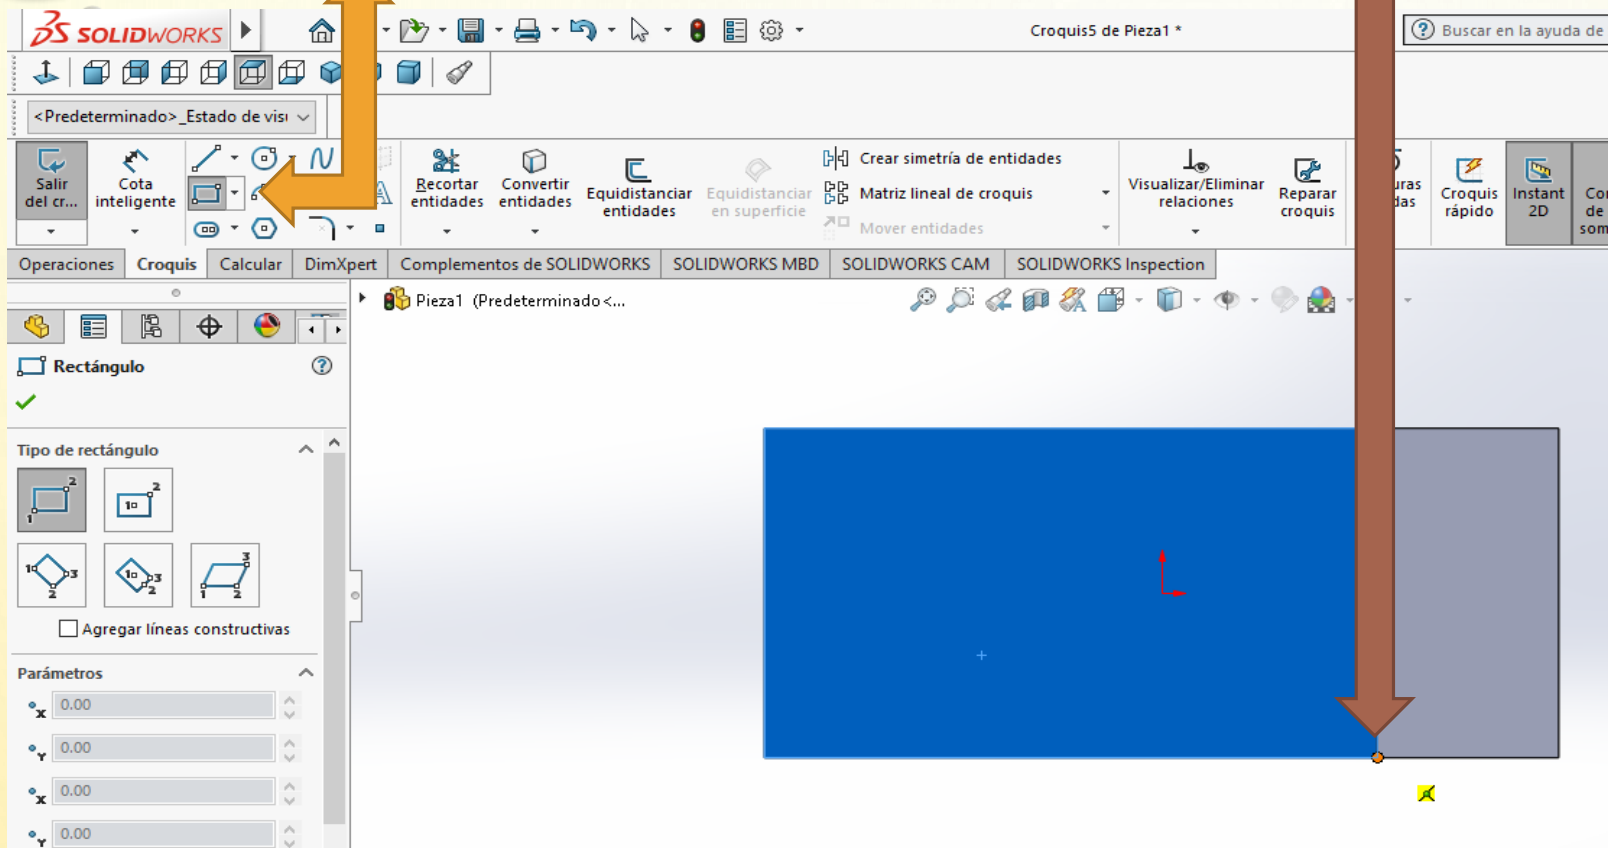 SOLIDWORKS
Croquis5 de Pieza1 *
Buscar en la ayuda de
<Predeterminado>_Estado de visu
Salir
del cr...
Cota
inteligente
Recortar
entidades
Convertir
entidades
Equidistanciar
entidades
Equidistanciar
en superficie
Crear simetría de entidades
Matriz lineal de croquis
Mover entidades
Visualizar/Eliminar
relaciones
Reparar
croquis
Croquis
rápido
Instant
2D
Operaciones
Croquis
Calcular
DimXpert
Complementos de SOLIDWORKS
SOLIDWORKS MBD
SOLIDWORKS CAM
SOLIDWORKS Inspection
Pieza1 (Predeterminado<...
Rectángulo
Tipo de rectángulo
Agregar líneas constructivas
Parámetros
X 0.00
Y 0.00
X 0.00
Y 0.00